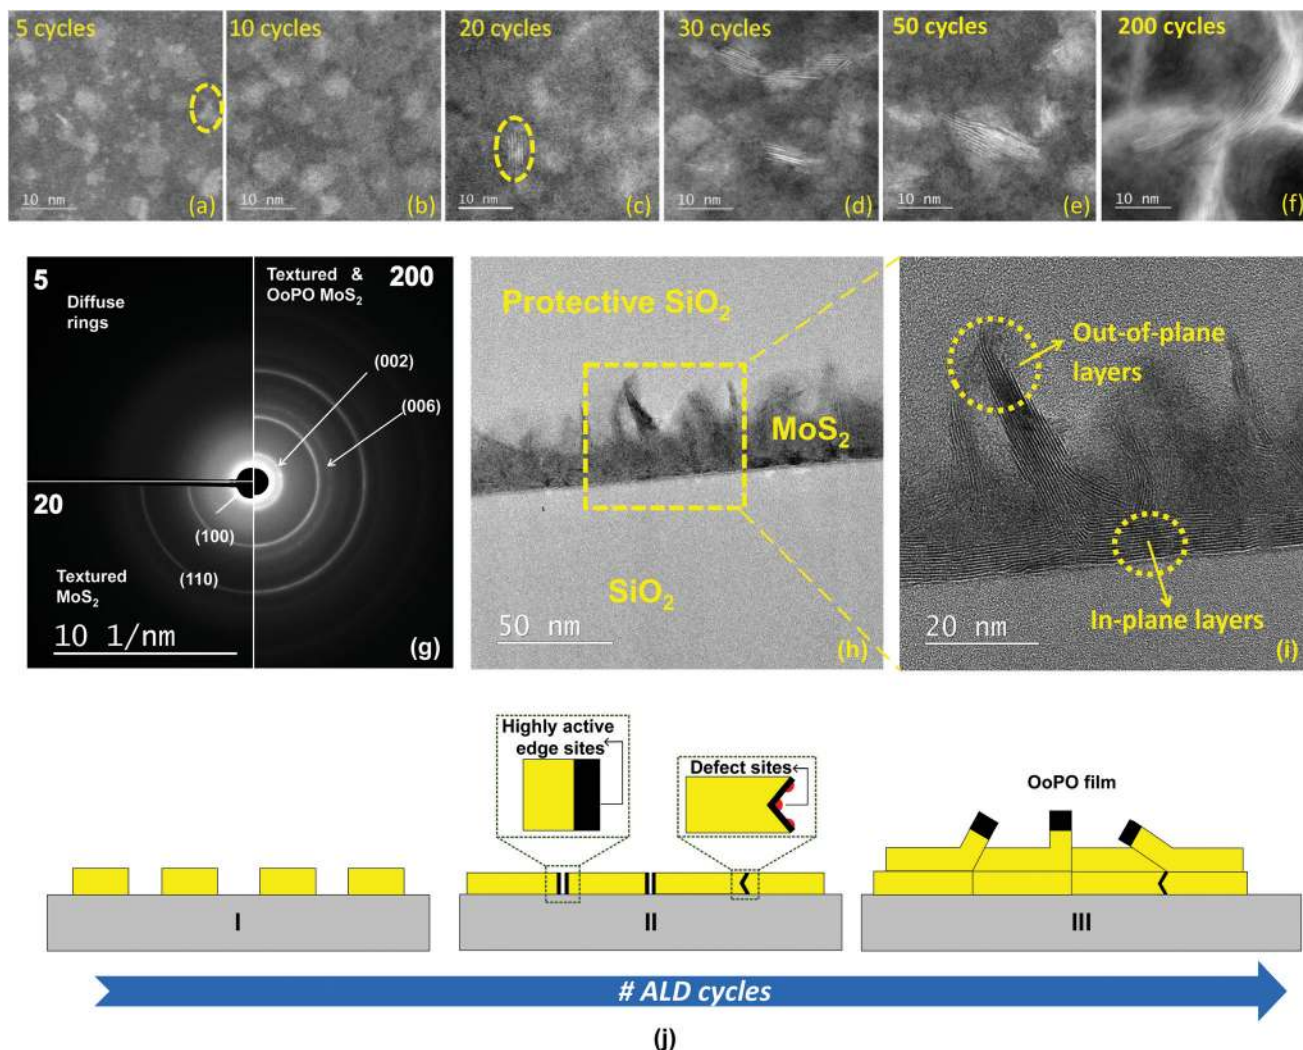 5 cycles
10 nm
(a)
10 cycles
10 nm
(b)
20 cycles
10 nm
(c)
30 cycles
10 nm
(d)
50 cycles
10 nm
(e)
200 cycles
10 nm
(f)
5
Diffuse
rings
Textured &
OoPO MoS₂
200
(002)
(006)
20
(100)
(110)
Textured
MoS₂
10 1/nm
(g)
Protective SiO₂
MoS₂
SiO₂
50 nm
(h)
Out-of-plane
layers
In-plane layers
20 nm
(i)
I
Highly active
edge sites
Defect sites
II
OoPO film
III
# ALD cycles
(j)